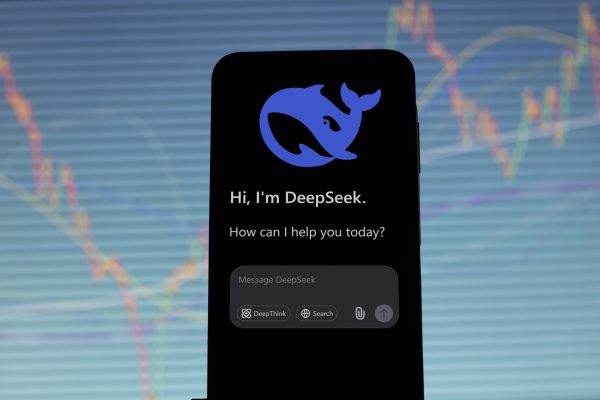 Hi, I'm DeepSeek.
How can I help you today?
Message DeepSeek
DeepThink Search